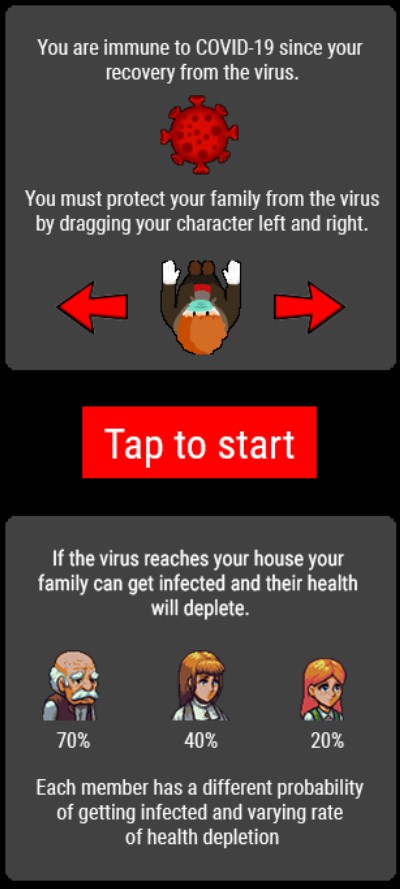 You are immune to COVID-19 since your
recovery from the virus.
You must protect your family from the virus
by dragging your character left and right.
Tap to start
If the virus reaches your house your
family can get infected and their health
will deplete.
70%
40%
20%
Each member has a different probability
of getting infected and varying rate
of health depletion